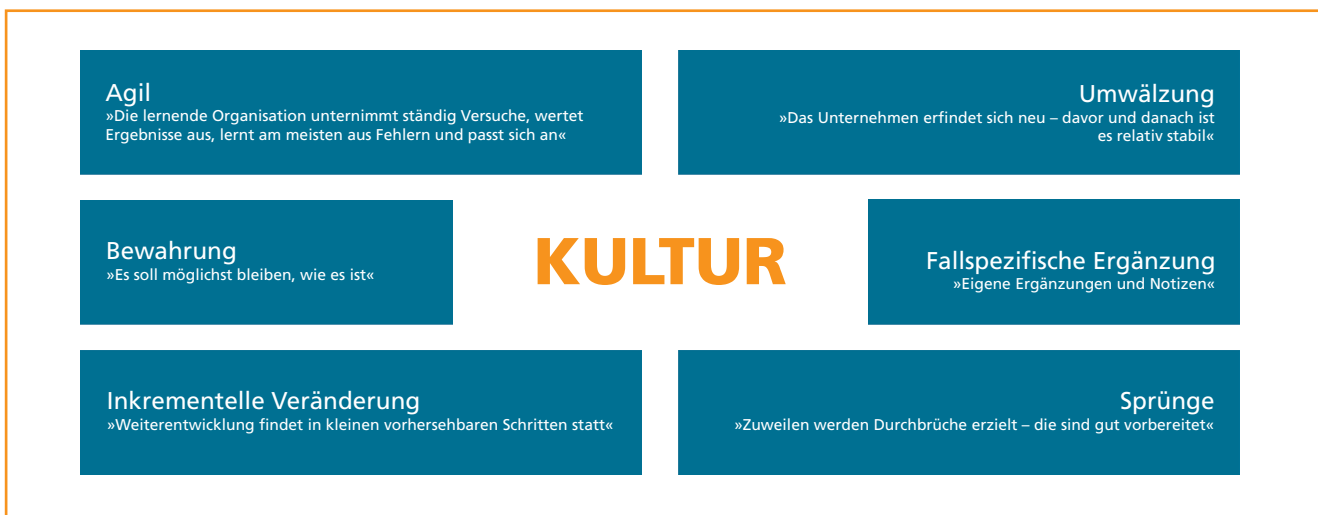 Agil
»Die lernende Organisation unternimmt ständig Versuche, wertet
Ergebnisse aus, lernt am meisten aus Fehlern und passt sich an«
Umwälzung
»Das Unternehmen erfindet sich neu – davor und danach ist
es relativ stabil«
Bewahrung
»Es soll möglichst bleiben, wie es ist«
KULTUR
Fallspezifische Ergänzung
»Eigene Ergänzungen und Notizen«
Inkrementelle Veränderung
»Weiterentwicklung findet in kleinen vorhersehbaren Schritten statt«
Sprünge
»Zuweilen werden Durchbrüche erzielt – die sind gut vorbereitet«